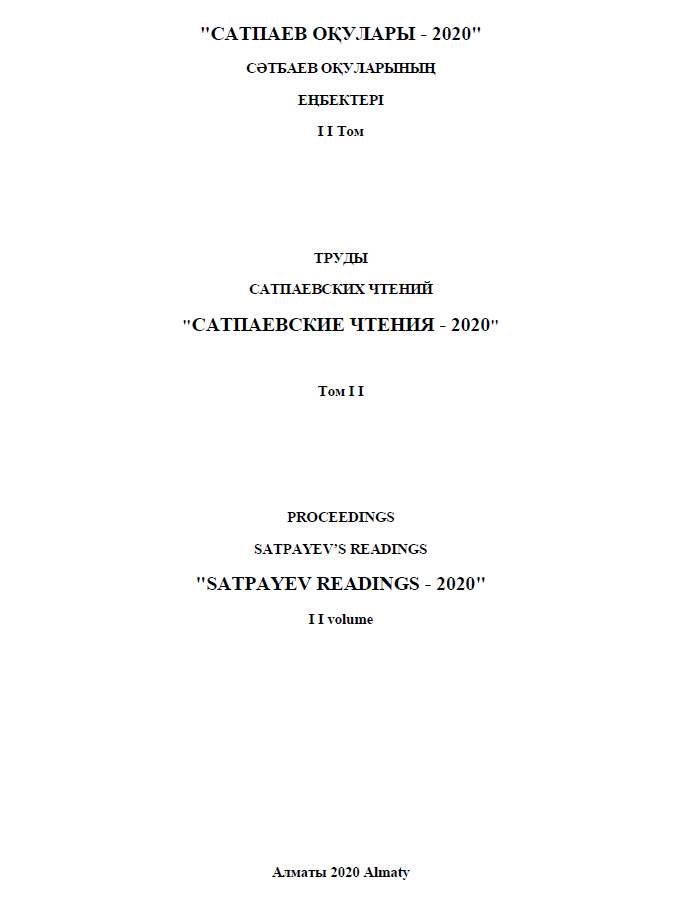 "САТПАЕВ ОҚУЛАРЫ - 2020"
СӘТБАЕВ ОҚУЛАРЫНЫҢ
ЕҢБЕКТЕРІ
I I Том
ТРУДЫ
САТПАЕВСКИХ ЧТЕНИЙ
"САТПАЕВСКИЕ ЧТЕНИЯ - 2020"
Том I I
PROCEEDINGS
SATPAYEV’S READINGS
"SATPAYEV READINGS - 2020"
I I volume
Алматы 2020 Almaty